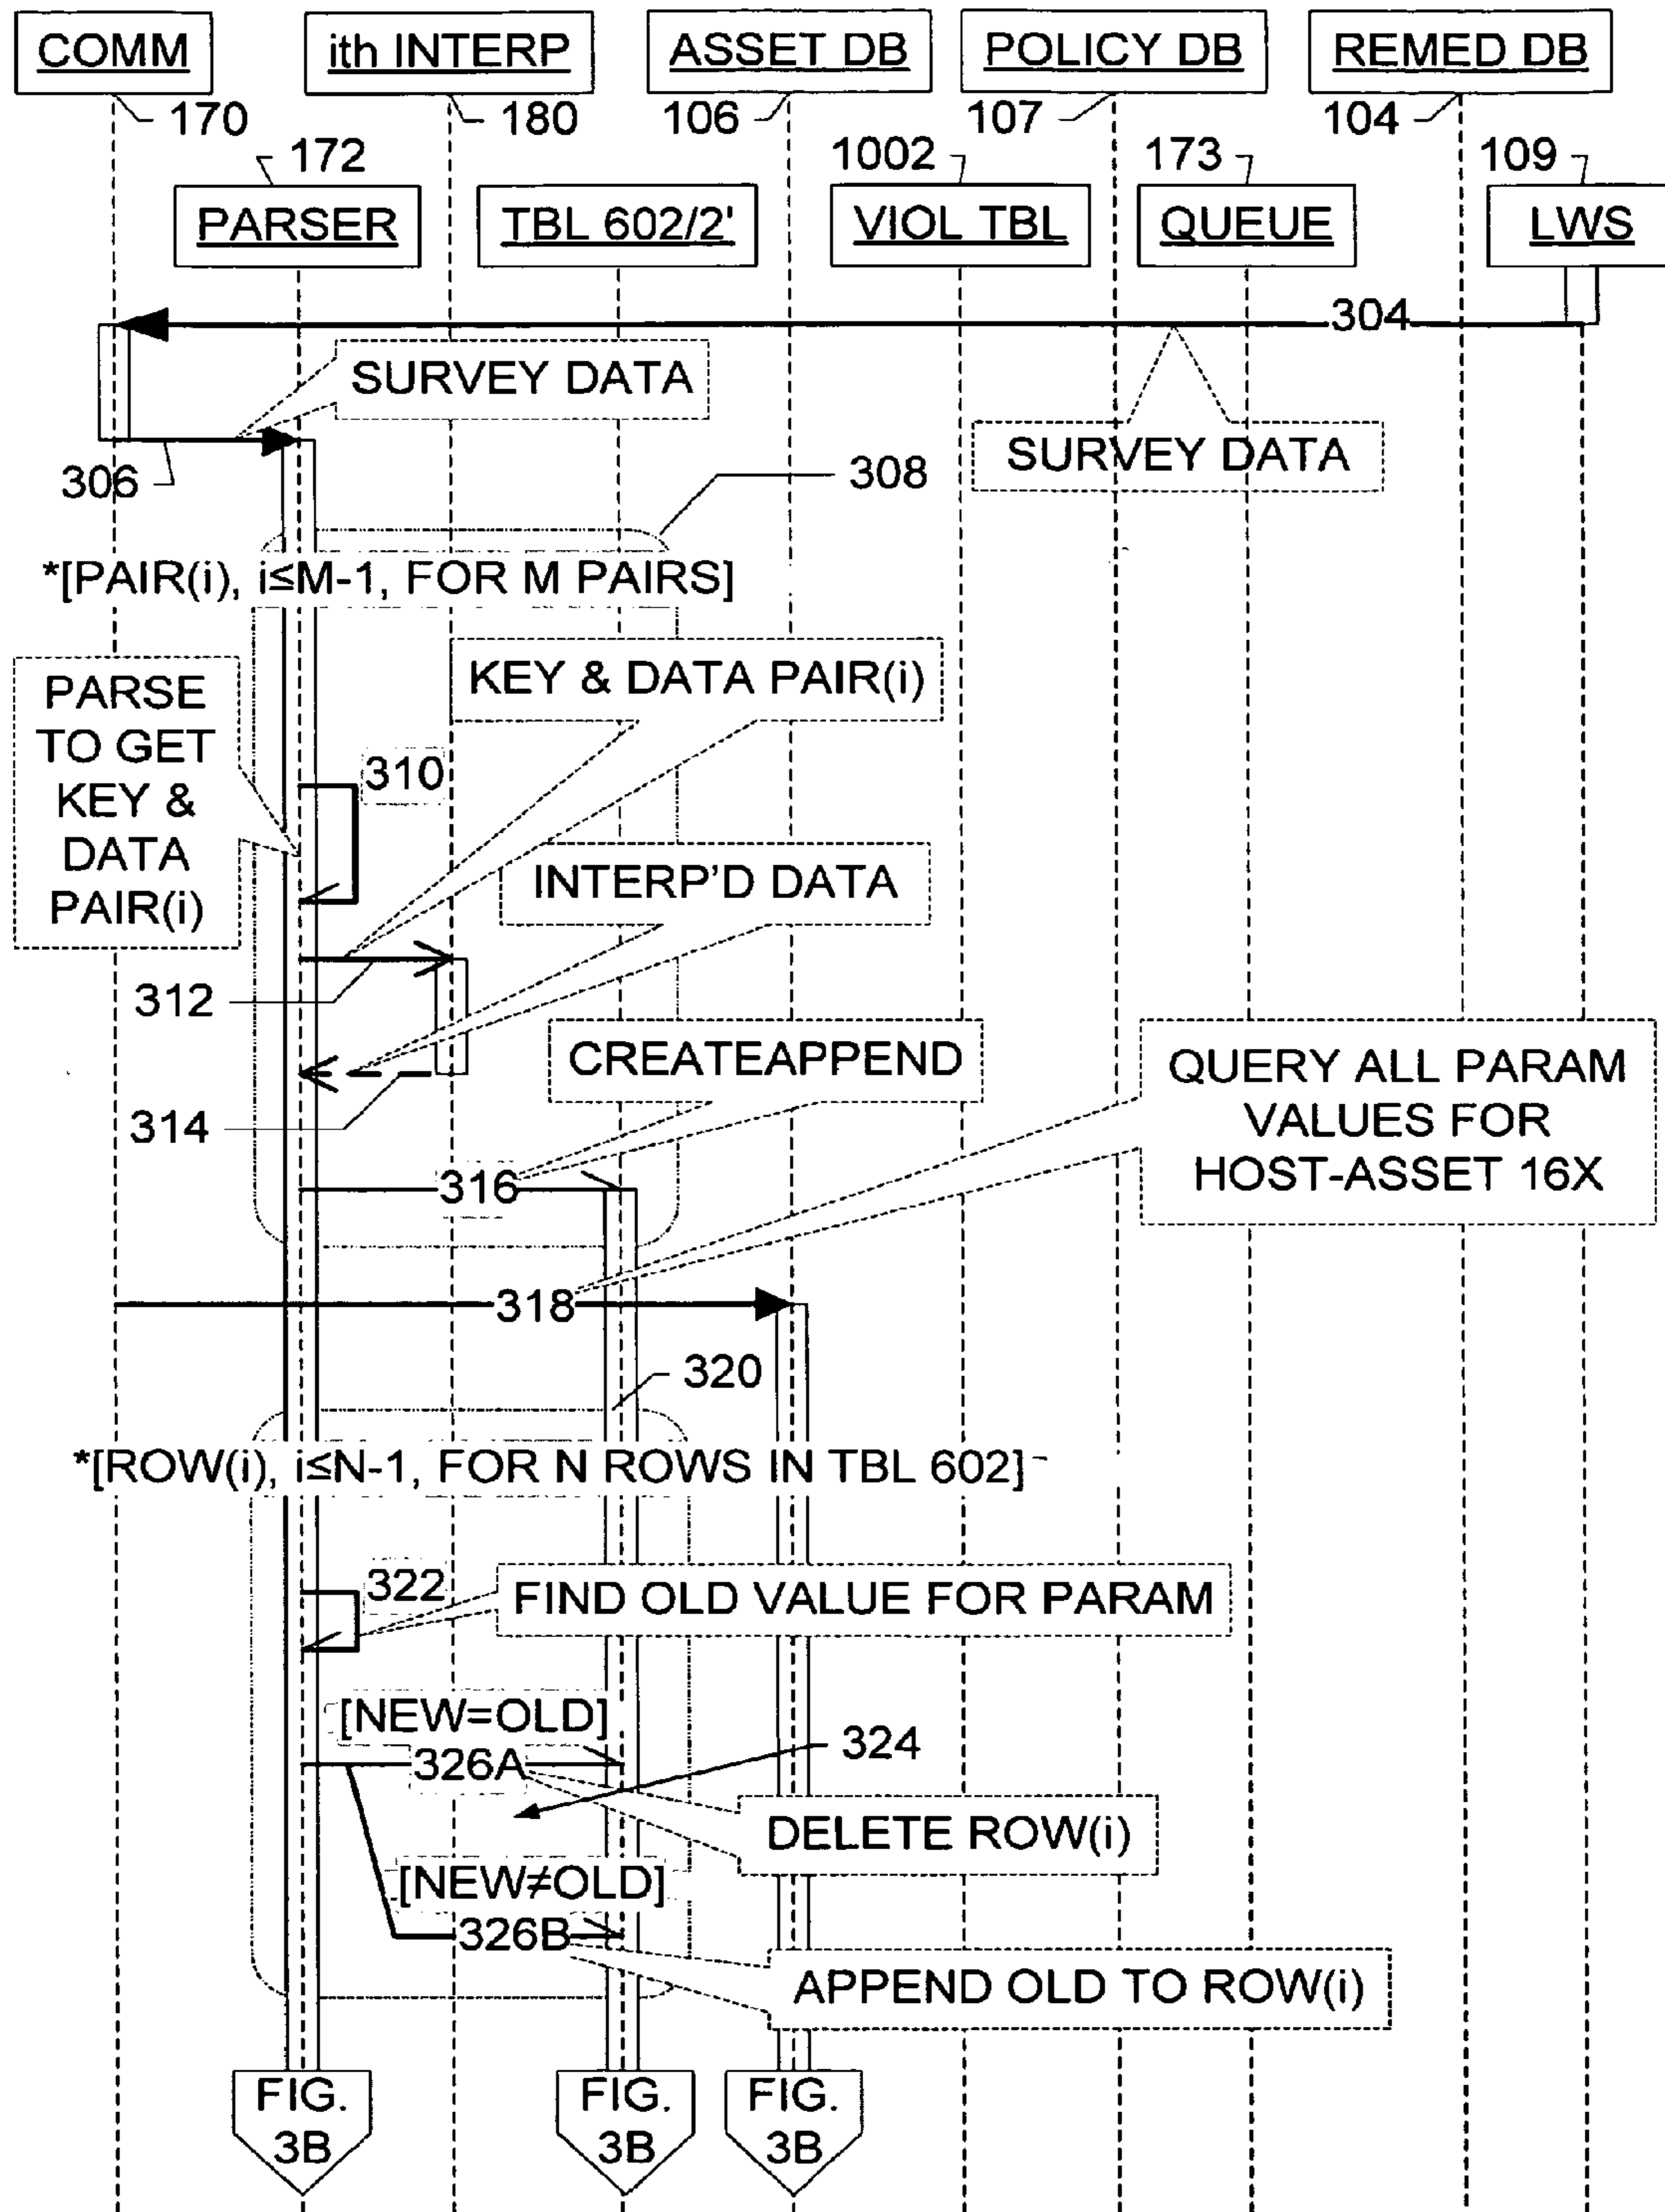 COMM
ith INTERP
ASSET DB
POLICY DB
REMED DB
170
180
106
107
104
172
1002
173
109
PARSER
TBL 602/2'
VIOL TBL
QUEUE
LWS
304
SURVEY DATA
SURVEY DATA
306
308
*[PAIR(i), i≤M-1, FOR M PAIRS]
KEY & DATA PAIR(i)
PARSE
TO GET
KEY &
DATA
PAIR(i)
310
INTERP'D DATA
312
CREATEAPPEND
QUERY ALL PARAM
VALUES FOR
HOST-ASSET 16X
314
316
318
320
*[ROW(i), i≤N-1, FOR N ROWS IN TBL 602]
322
FIND OLD VALUE FOR PARAM
[NEW=OLD]
324
326A
DELETE ROW(i)
[NEW≠OLD]
326B
APPEND OLD TO ROW(i)
FIG.
3B
FIG.
3B
FIG.
3B